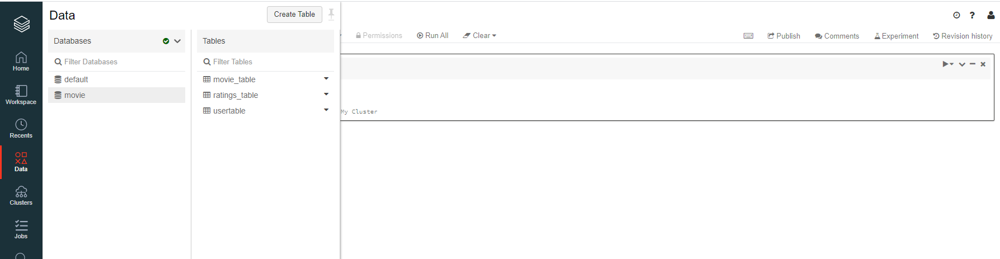 Home
Workspace
Recents
Data
Clusters
Jobs
Data
Create Table
Databases
Filter Databases
default
movie
Tables
Filter Tables
movie_table
ratings_table
usertable
Permissions
Run All
Clear
Publish
Comments
Experiment
Revision history
?
My Cluster